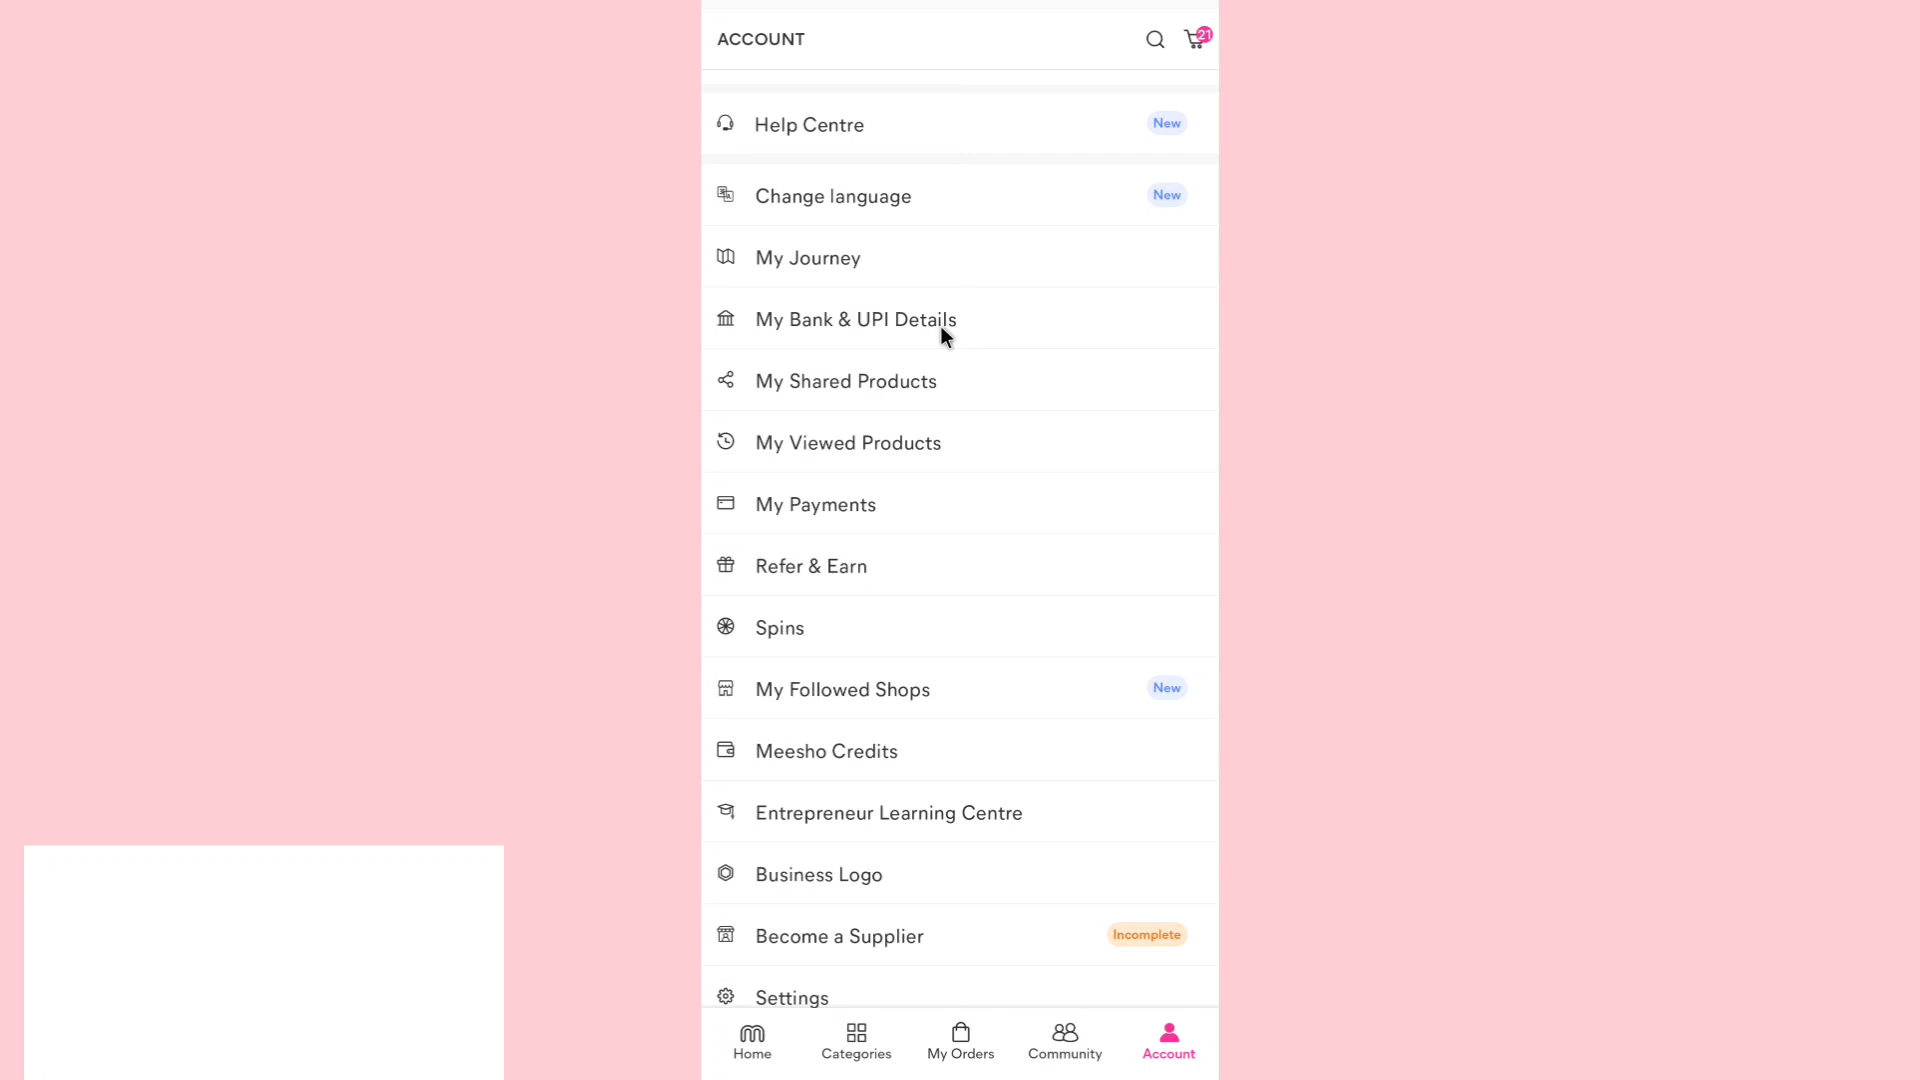 ACCOUNT
21
Help Centre
New
Change language
New
My Journey
My Bank & UPI Details
My Shared Products
My Viewed Products
My Payments
Refer & Earn
Spins
My Followed Shops
New
Meesho Credits
Entrepreneur Learning Centre
Business Logo
Become a Supplier
Incomplete
Settings
Home
Categories
My Orders
Community
Account